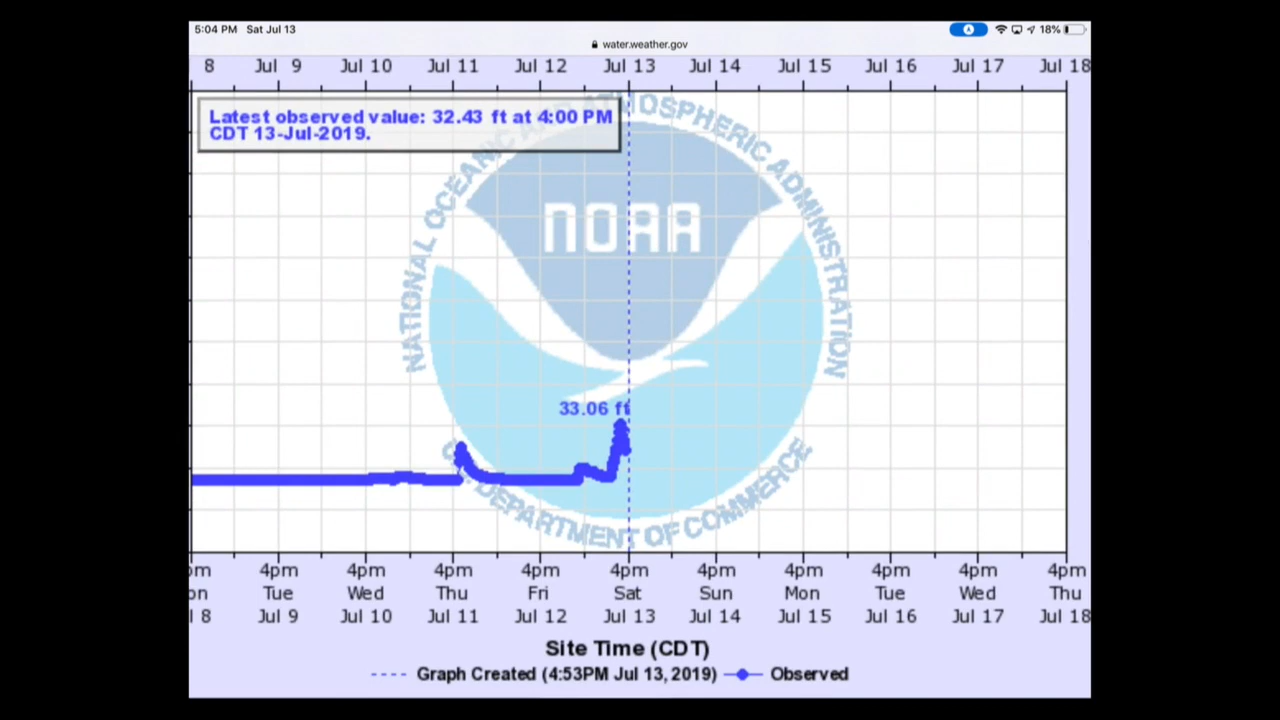 5:04 PM Sat Jul 13
18%
water.weather.gov
8 Jul 9 Jul 10 Jul 11 Jul 12 Jul 13 Jul 14 Jul 15 Jul 16 Jul 17 Jul 18
Latest observed value: 32.43 ft at 4:00 PM
CDT 13-Jul-2019.
NATIONAL OCEANIC AND ATMOSPHERIC ADMINISTRATION
NOAA
33.06 ft
DEPARTMENT OF COMMERCE
pm 4pm 4pm 4pm 4pm 4pm 4pm 4pm 4pm 4pm 4pm
on Tue Wed Thu Fri Sat Sun Mon Tue Wed Thu
l 8 Jul 9 Jul 10 Jul 11 Jul 12 Jul 13 Jul 14 Jul 15 Jul 16 Jul 17 Jul 18
Site Time (CDT)
Graph Created (4:53PM Jul 13, 2019) Observed